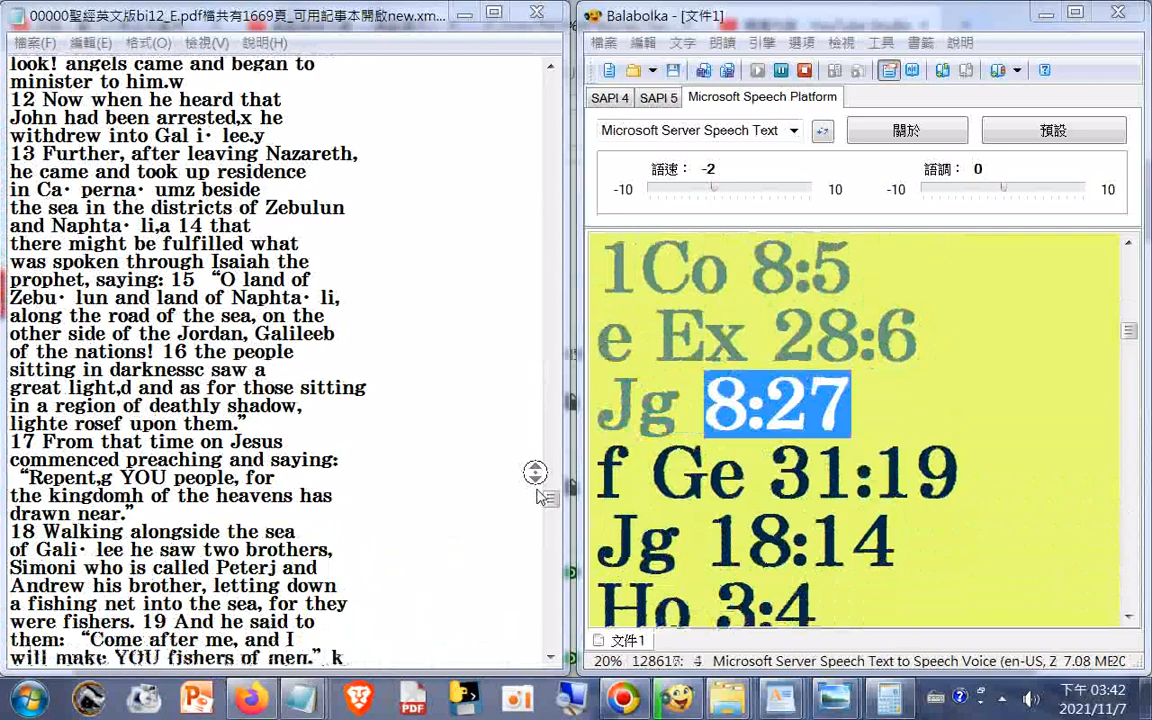 00000聖經英文版bi12_E.pdf檔共有1669頁_可用記事本開啟new.xm...
檔案(F) 編輯(E) 格式(O) 檢視(V) 說明(H)
look! angels came and began to
minister to him.w
12 Now when he heard that
John had been arrested,x he
withdrew into Gal i· lee.y
13 Further, after leaving Nazareth,
he came and took up residence
in Ca· perna· umz beside
the sea in the districts of Zebulun
and Naphta· li,a 14 that
there might be fulfilled what
was spoken through Isaiah the
prophet, saying: 15 “O land of
Zebu· lun and land of Naphta· li,
along the road of the sea, on the
other side of the Jordan, Galileeb
of the nations! 16 the people
sitting in darknessc saw a
great light,d and as for those sitting
in a region of deathly shadow,
lighte rosef upon them.”
17 From that time on Jesus
commenced preaching and saying:
“Repent,g YOU people, for
the kingdomh of the heavens has
drawn near.”
18 Walking alongside the sea
of Gali· lee he saw two brothers,
Simoni who is called Peterj and
Andrew his brother, letting down
a fishing net into the sea, for they
were fishers. 19 And he said to
them: “Come after me, and I
will make YOU fishers of men.” k
Balabolka - [文件1]
檔案 編輯 文字 朗讀 引擎 選項 檢視 工具 書籤 說明
SAPI 4 SAPI 5 Microsoft Speech Platform
Microsoft Server Speech Text 關於 預設
語速: -2 語調: 0
-10 10 -10 10
1Co 8:5
e Ex 28:6
Jg 8:27
f Ge 31:19
Jg 18:14
Ho 3:4
文件1
20% Microsoft Server Speech Text to Speech Voice (en-US, Z 7.08 ME
下午 03:42
2021/11/7